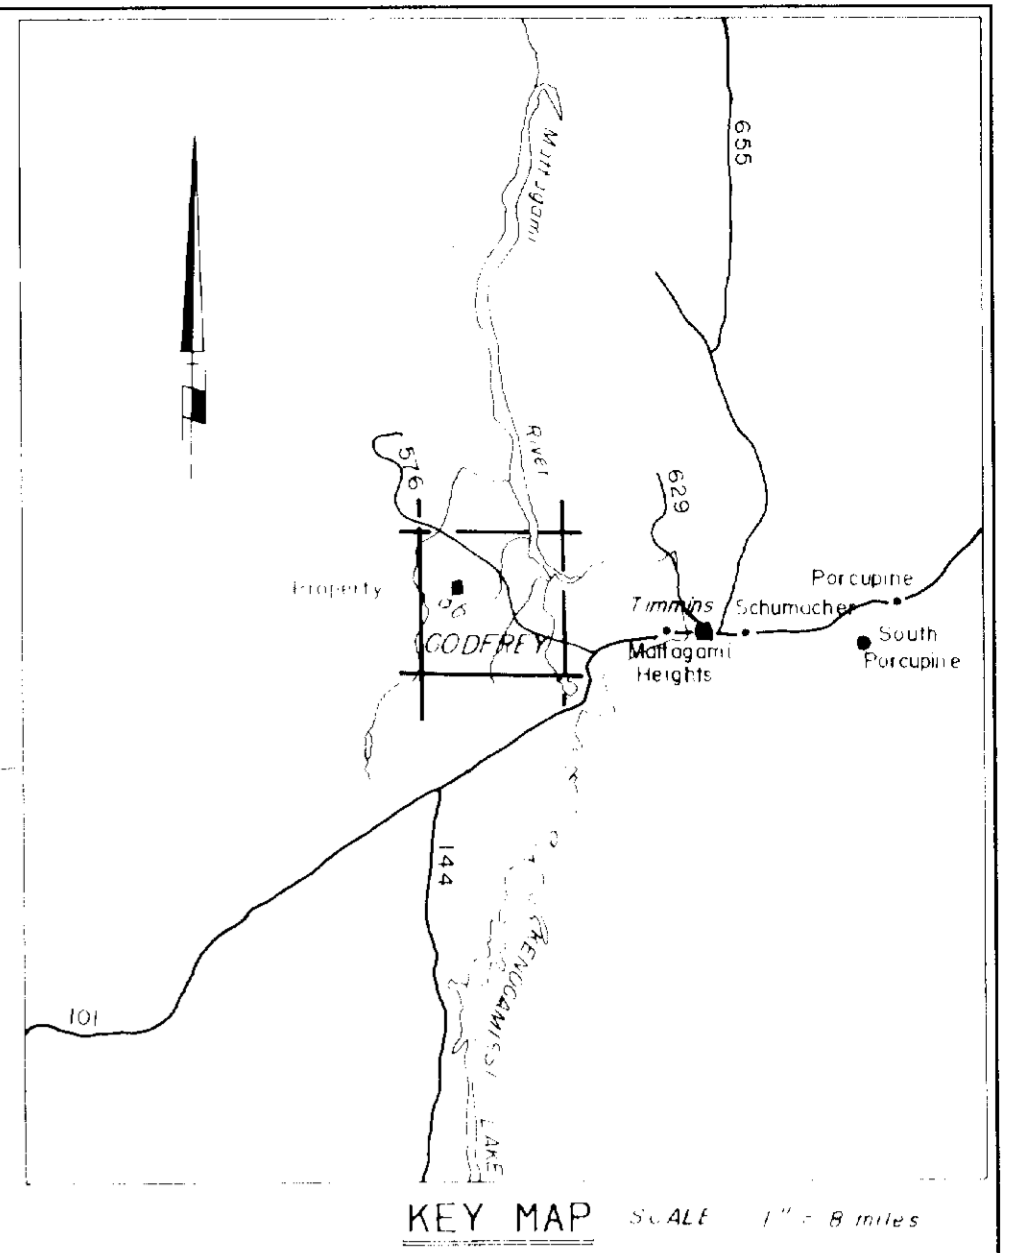 655
Mattagami
River
576
629
Property
GODFREY
Timmins
Schumacher
Porcupine
Mattagami
Heights
South
Porcupine
144
101
KENOGAMISSI LAKE
KEY MAP SCALE 1" = 8 miles